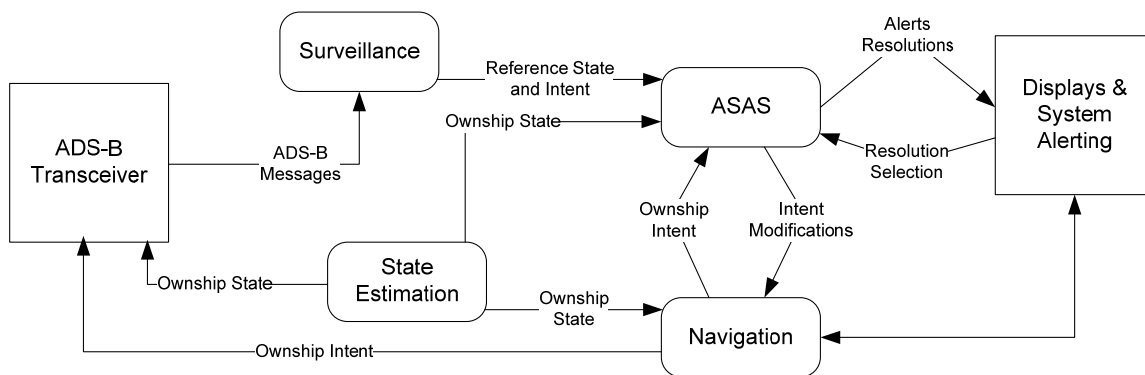 Surveillance
Alerts
Resolutions
Reference State
and Intent
ASAS
Displays &
System
Alerting
Ownship State
ADS-B
Transceiver
ADS-B
Messages
Resolution
Selection
Ownship
Intent
Intent
Modifications
Ownship State
State
Estimation
Ownship
State
Navigation
Ownship Intent